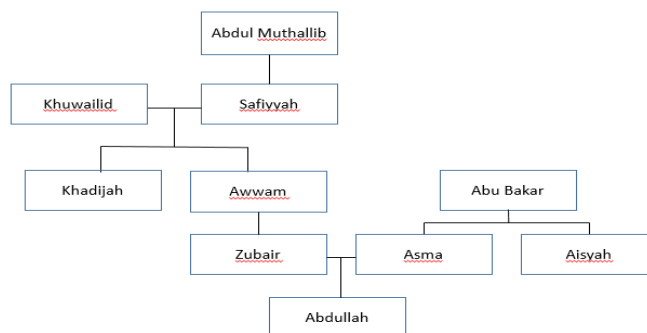 Abdul Muthallib
Khuwailid
Safiyyah
Khadijah
Awwam
Abu Bakar
Zubair
Asma
Aisyah
Abdullah